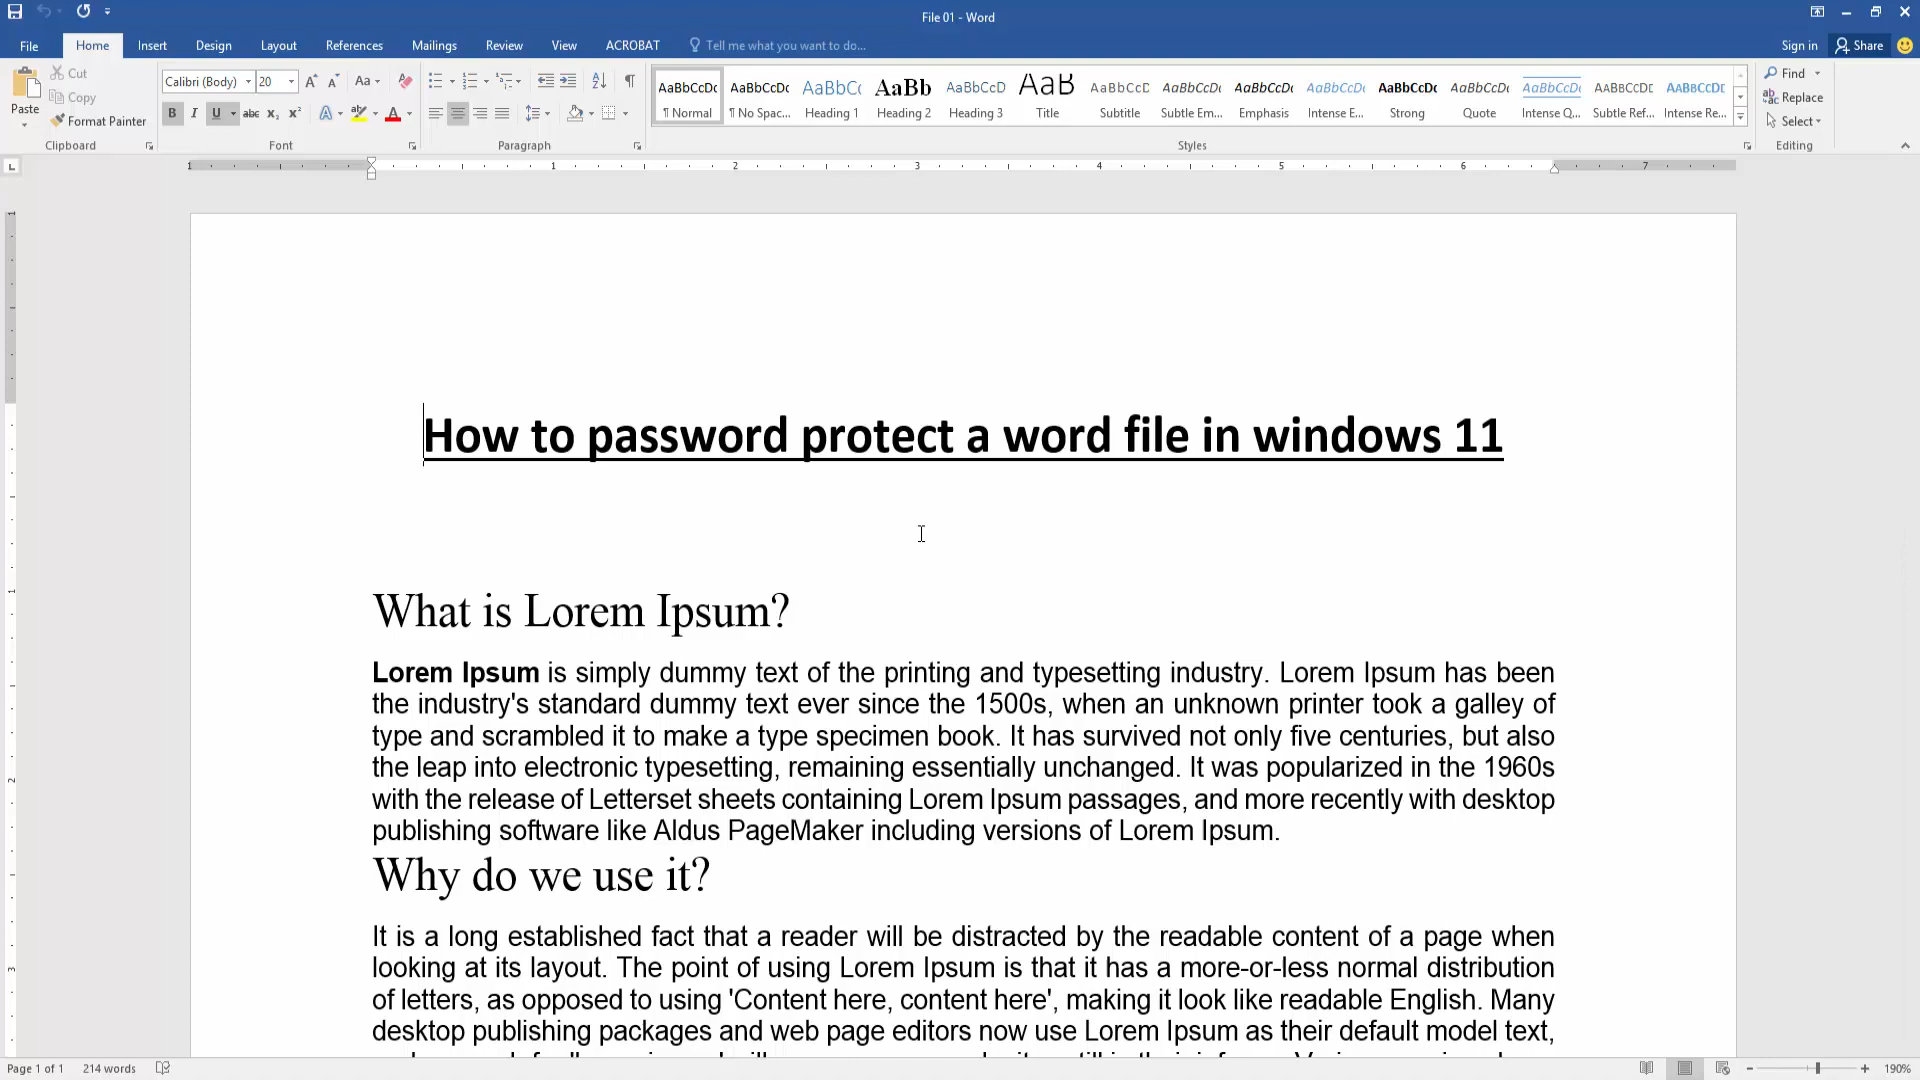 File 01 - Word
File Home Insert Design Layout References Mailings Review View ACROBAT Tell me what you want to do... Sign in Share
Paste Cut Copy Format Painter Clipboard
Calibri (Body) 20 Aa Font
Paragraph
AaBbCcDc AaBbCcDc AaBbCc AaBb AaBbCcD AaB AaBbCcD AaBbCcDc AaBbCcDc AaBbCcDc AaBbCcDc AaBbCcDc AaBbCcDc AABBCCDC AABBCCDC
¶ Normal ¶ No Spac... Heading 1 Heading 2 Heading 3 Title Subtitle Subtle Em... Emphasis Intense E... Strong Quote Intense Q... Subtle Ref... Intense Re...
Styles
Find
Replace
Select
Editing
1 1 2 3 4 5 6 7
How to password protect a word file in windows 11
What is Lorem Ipsum?
Lorem Ipsum is simply dummy text of the printing and typesetting industry. Lorem Ipsum has been
the industry's standard dummy text ever since the 1500s, when an unknown printer took a galley of
type and scrambled it to make a type specimen book. It has survived not only five centuries, but also
the leap into electronic typesetting, remaining essentially unchanged. It was popularized in the 1960s
with the release of Letterset sheets containing Lorem Ipsum passages, and more recently with desktop
publishing software like Aldus PageMaker including versions of Lorem Ipsum.
Why do we use it?
It is a long established fact that a reader will be distracted by the readable content of a page when
looking at its layout. The point of using Lorem Ipsum is that it has a more-or-less normal distribution
of letters, as opposed to using 'Content here, content here', making it look like readable English. Many
desktop publishing packages and web page editors now use Lorem Ipsum as their default model text,
Page 1 of 1 214 words 190%